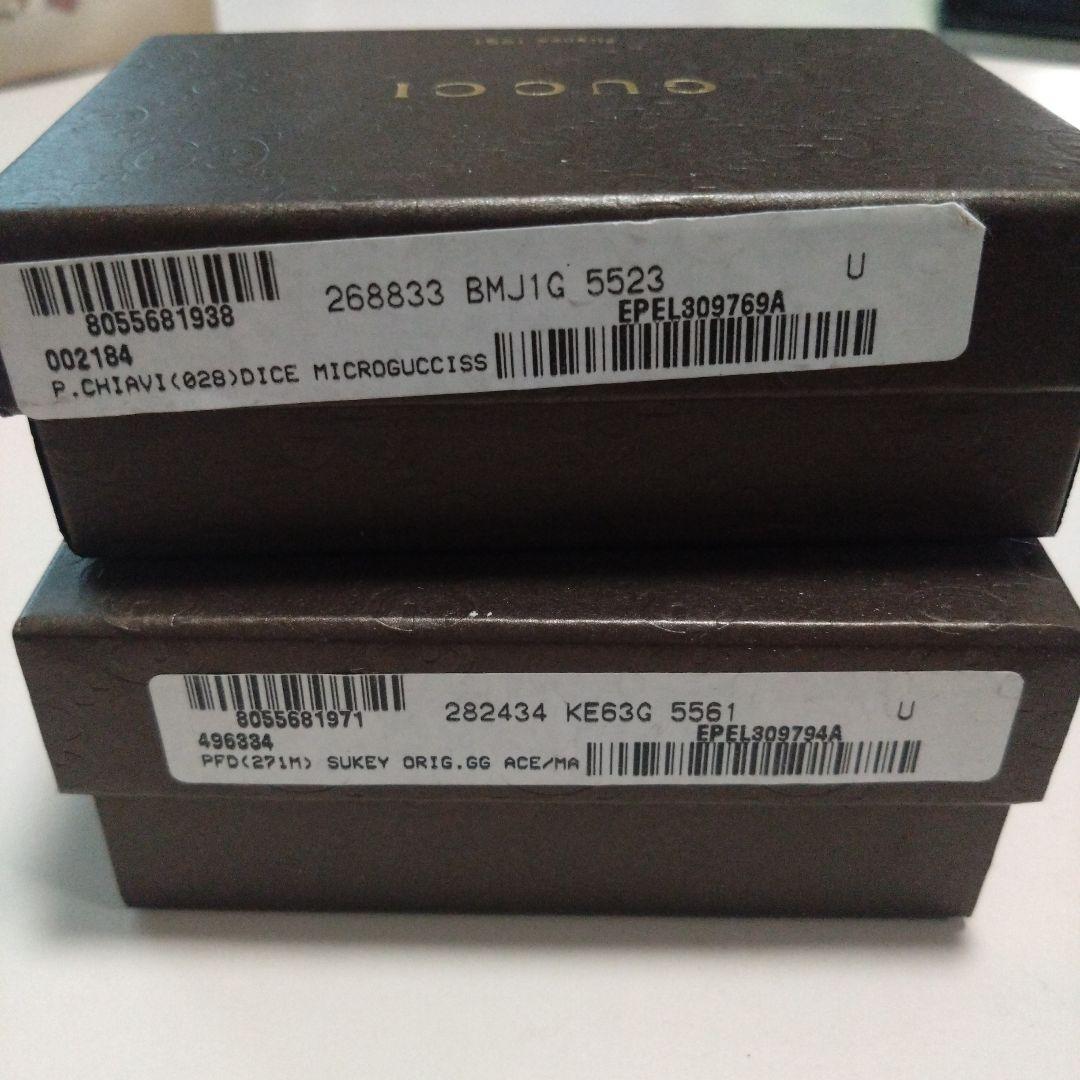 GUCCI
268833 BMJ1G 5523
U
8055681938
EPEL309769A
002184
P.CHIAVI(028)DICE MICROGUCCISS
282434 KE63G 5561
U
8055681971
EPEL309794A
496334
PFD(271M) SUKEY ORIG.GG ACE/MA